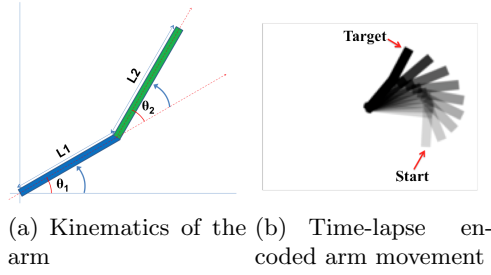 L1
L2
θ1
θ2
Target
Start
(a) Kinematics of the
arm
(b) Time-lapse en-
coded arm movement